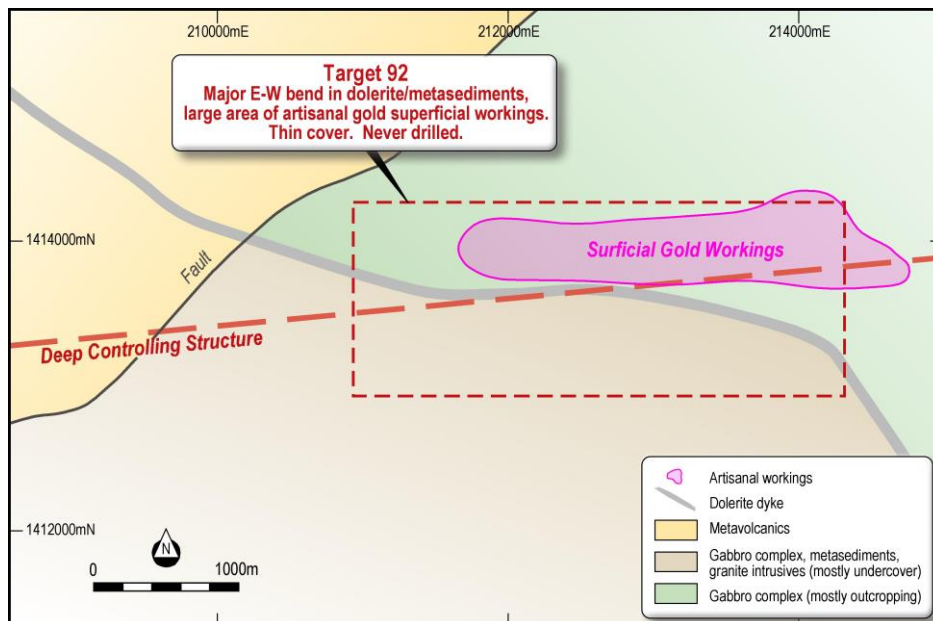 210000mE
212000mE
214000mE
Target 92
Major E-W bend in dolerite/metasediments,
large area of artisanal gold superficial workings.
Thin cover. Never drilled.
1414000mN
Fault
Surficial Gold Workings
Deep Controlling Structure
1412000mN
N
0 1000m
Artisanal workings
Dolerite dyke
Metavolcanics
Gabbro complex, metasediments,
granite intrusives (mostly undercover)
Gabbro complex (mostly outcropping)